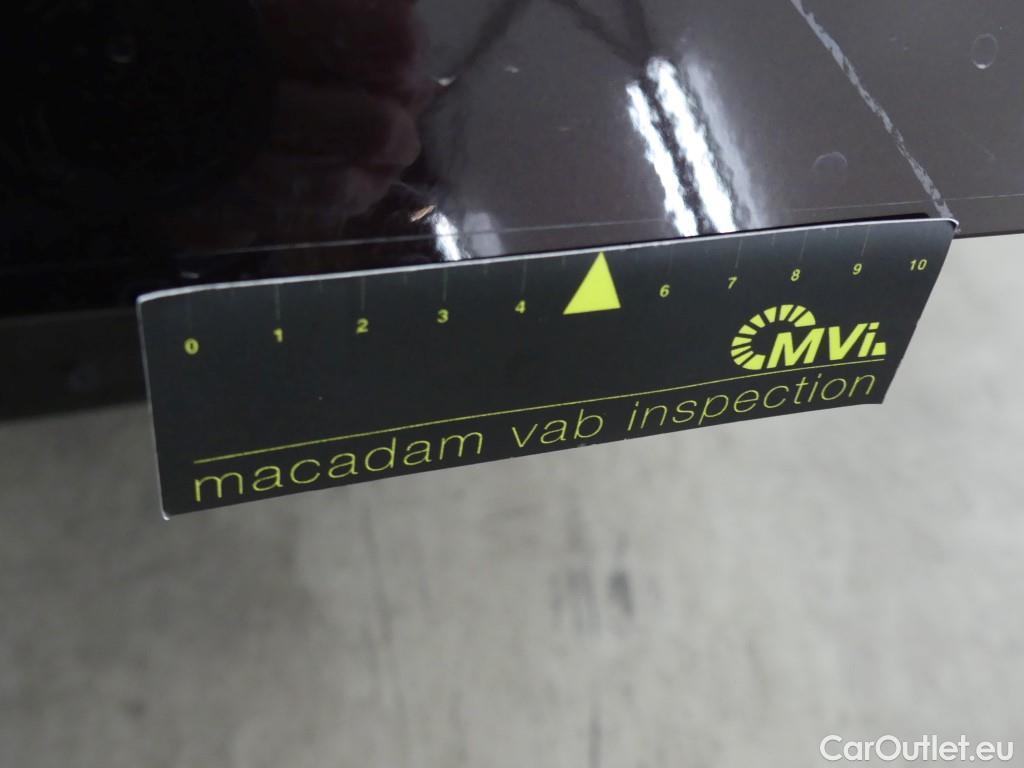 0 1 2 3 4 6 7 8 9 10
MVi.
macadam vab inspection
CarOutlet.eu